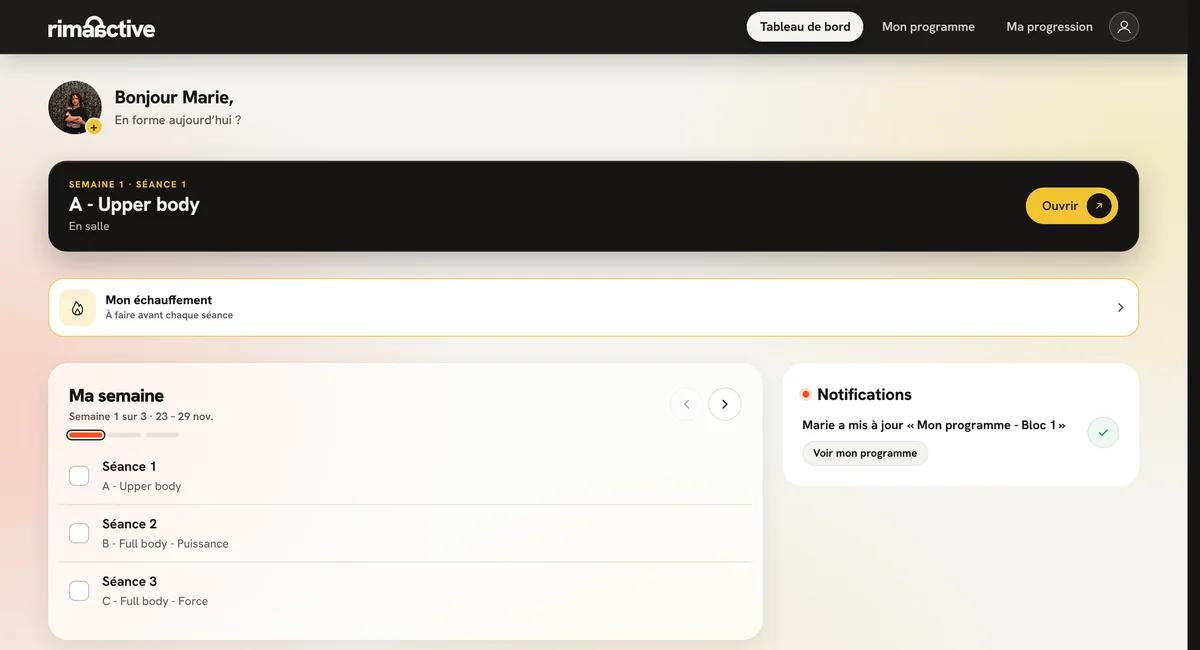 rimaactive
Tableau de bord
Mon programme
Ma progression
Bonjour Marie,
En forme aujourd’hui ?
SEMAINE 1 · SÉANCE 1
A - Upper body
En salle
Ouvrir
Mon échauffement
À faire avant chaque séance
Ma semaine
Semaine 1 sur 3 · 23 – 29 nov.
Séance 1
A - Upper body
Séance 2
B - Full body - Puissance
Séance 3
C - Full body - Force
Notifications
Marie a mis à jour « Mon programme - Bloc 1 »
Voir mon programme